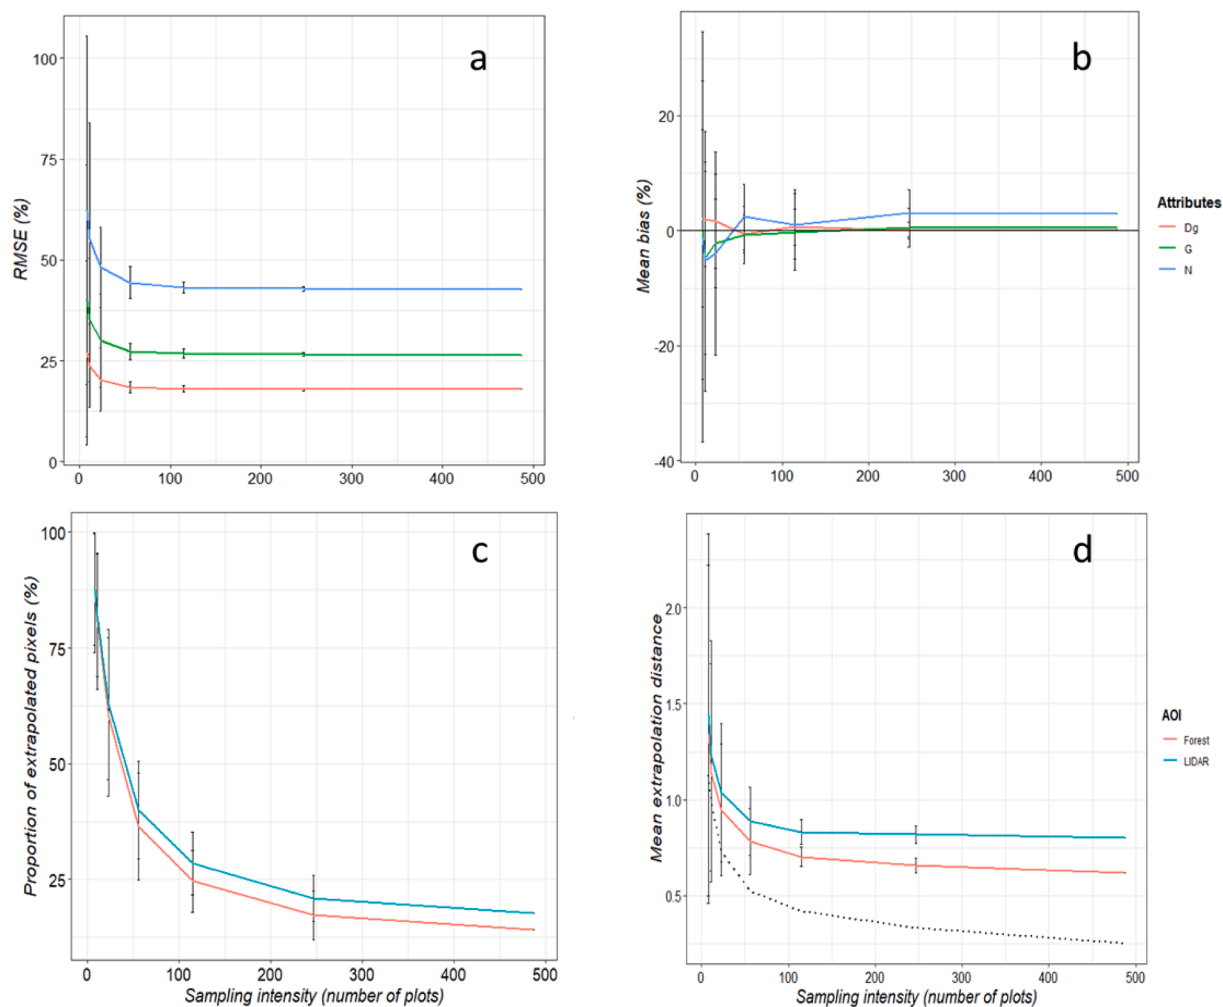 a
100
75
50
25
0
RMSE (%)
0 100 200 300 400 500
b
20
0
-20
-40
Mean bias (%)
0 100 200 300 400 500
Attributes
Dg
G
N
c
100
75
50
25
Proportion of extrapolated pixels (%)
0 100 200 300 400 500
Sampling intensity (number of plots)
d
2.0
1.5
1.0
0.5
Mean extrapolation distance
0 100 200 300 400 500
Sampling intensity (number of plots)
AOI
Forest
LIDAR